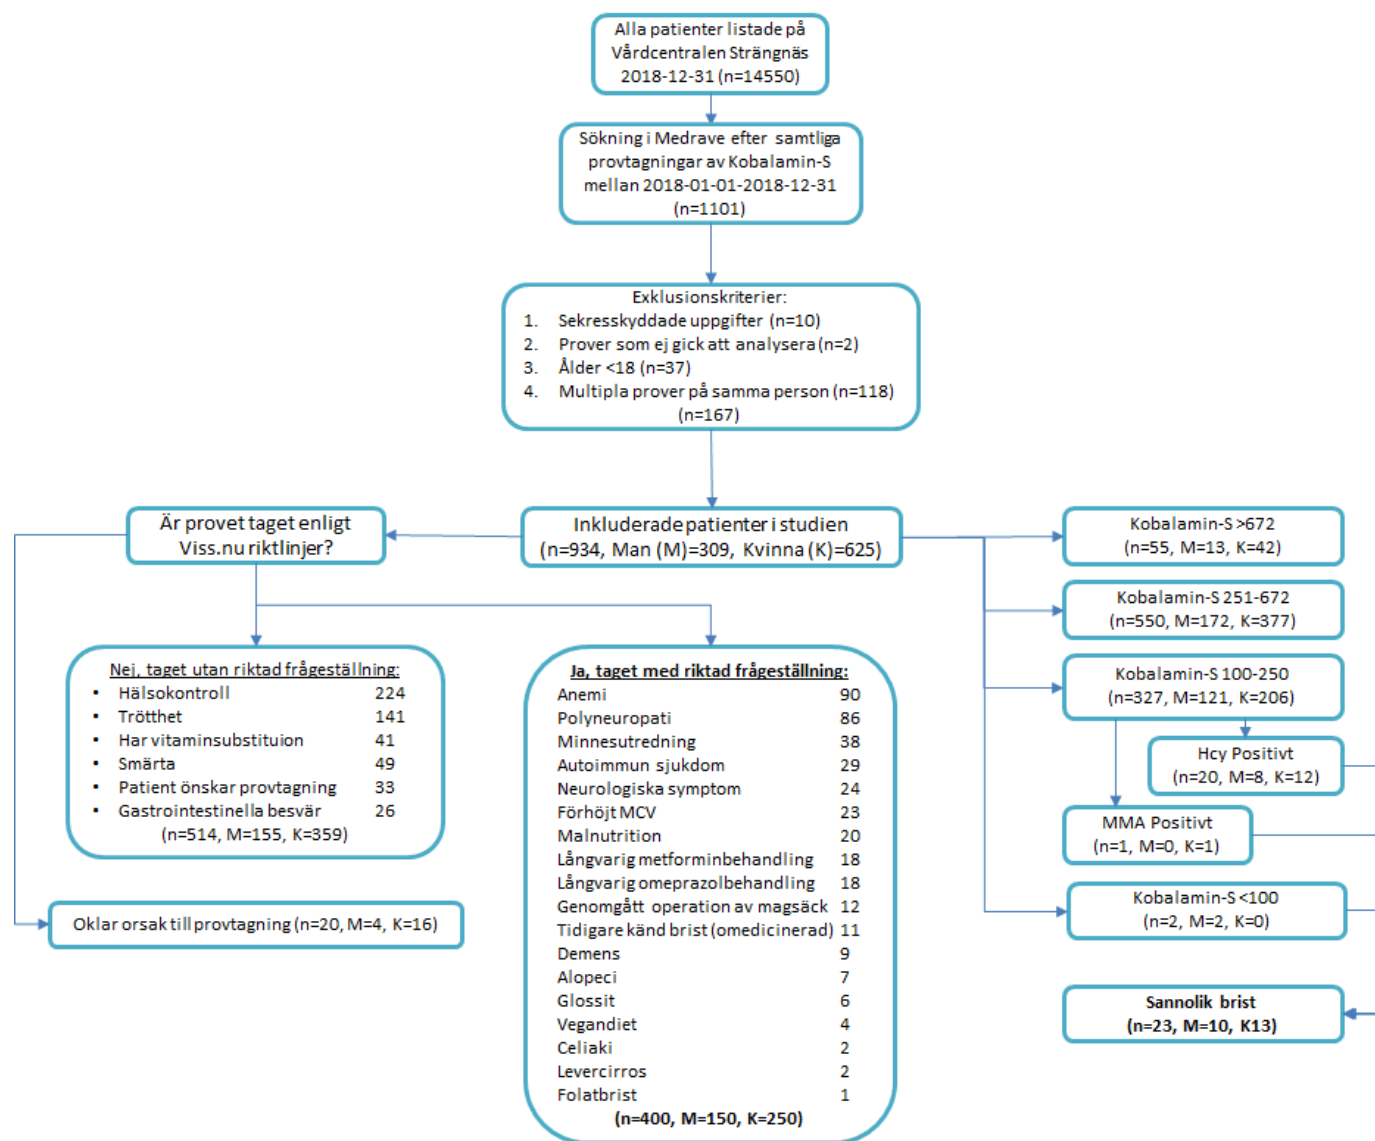 Alla patienter listade på
Vårdcentralen Strängnäs
2018-12-31 (n=14550)
Sökning i Medrave efter samtliga
provtagningar av Kobalamin-S
mellan 2018-01-01-2018-12-31
(n=1101)
Exklusionskriterier:
1. Sekresskyddade uppgifter (n=10)
2. Prover som ej gick att analysera (n=2)
3. Ålder <18 (n=37)
4. Multipla prover på samma person (n=118)
(n=167)
Är provet taget enligt
Viss.nu riktlinjer?
Inkluderade patienter i studien
(n=934, Man (M)=309, Kvinna (K)=625)
Kobalamin-S >672
(n=55, M=13, K=42)
Kobalamin-S 251-672
(n=550, M=172, K=377)
Kobalamin-S 100-250
(n=327, M=121, K=206)
Hcy Positivt
(n=20, M=8, K=12)
MMA Positivt
(n=1, M=0, K=1)
Kobalamin-S <100
(n=2, M=2, K=0)
Sannolik brist
(n=23, M=10, K13)
Nej, taget utan riktad frågeställning:
• Hälsokontroll 224
• Trötthet 141
• Har vitaminsubstituion 41
• Smärta 49
• Patient önskar provtagning 33
• Gastrointestinella besvär 26
(n=514, M=155, K=359)
Oklar orsak till provtagning (n=20, M=4, K=16)
Ja, taget med riktad frågeställning:
Anemi 90
Polyneuropati 86
Minnesutredning 38
Autoimmun sjukdom 29
Neurologiska symptom 24
Förhöjt MCV 23
Malnutrition 20
Långvarig metforminbehandling 18
Långvarig omeprazolbehandling 18
Genomgått operation av magsäck 12
Tidigare känd brist (omedicinerad) 11
Demens 9
Alopeci 7
Glossit 6
Vegandiet 4
Celiaki 2
Levercirros 2
Folatbrist 1
(n=400, M=150, K=250)